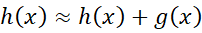 h(x) ≈ h(x) + g(x)